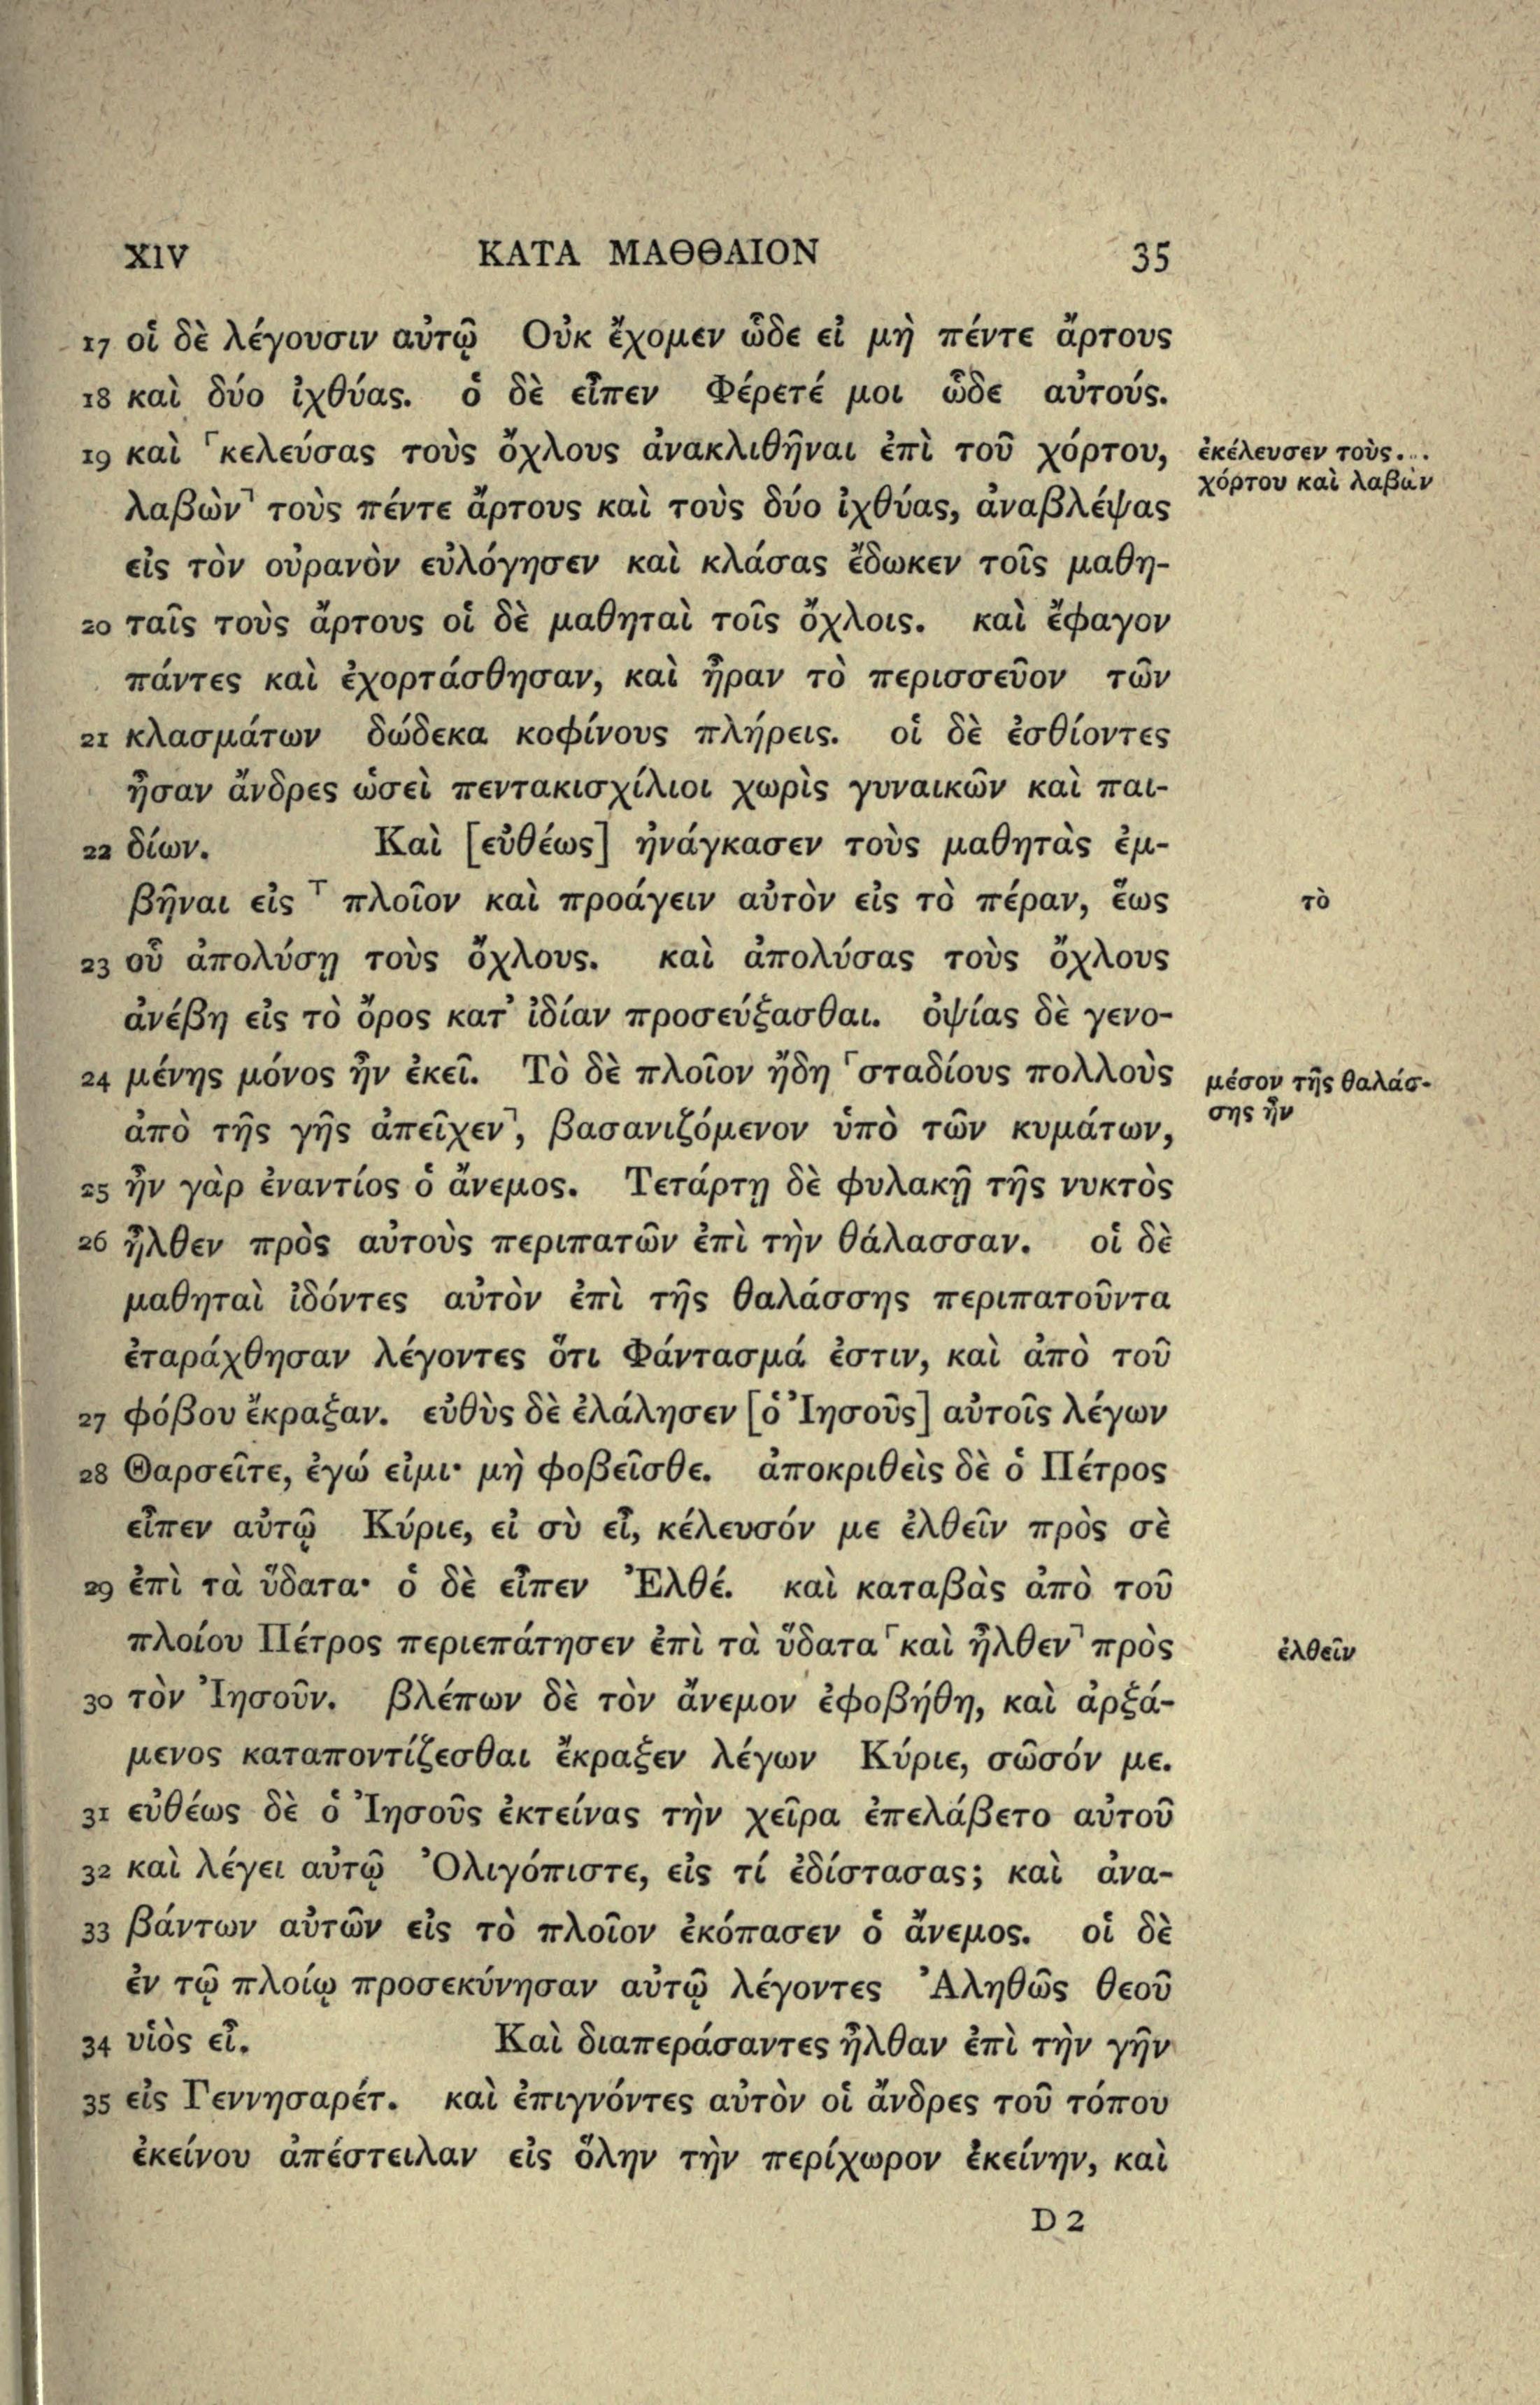 XIV ΚΑΤΑ ΜΑΘΘΑΙΟΝ 35
17 οἱ δὲ λέγουσιν αὐτῷ Οὐκ ἔχομεν ὧδε εἰ μὴ πέντε ἄρτους
18 καὶ δύο ἰχθύας. ὁ δὲ εἶπεν Φέρετέ μοι ὧδε αὐτούς.
19 καὶ ⸀κελεύσας τοὺς ὄχλους ἀνακλιθῆναι ἐπὶ τοῦ χόρτου,
ἐκέλευσεν τοὺς...
χόρτου καὶ λαβὼν
λαβὼν⸃ τοὺς πέντε ἄρτους καὶ τοὺς δύο ἰχθύας, ἀναβλέψας
εἰς τὸν οὐρανὸν εὐλόγησεν καὶ κλάσας ἔδωκεν τοῖς μαθη-
20 ταῖς τοὺς ἄρτους οἱ δὲ μαθηταὶ τοῖς ὄχλοις. καὶ ἔφαγον
πάντες καὶ ἐχορτάσθησαν, καὶ ἦραν τὸ περισσεῦον τῶν
21 κλασμάτων δώδεκα κοφίνους πλήρεις. οἱ δὲ ἐσθίοντες
ἦσαν ἄνδρες ὡσεὶ πεντακισχίλιοι χωρὶς γυναικῶν καὶ παι-
22 δίων. Καὶ [εὐθέως] ἠνάγκασεν τοὺς μαθητὰς ἐμ-
βῆναι εἰς ⸆ πλοῖον καὶ προάγειν αὐτὸν εἰς τὸ πέραν, ἕως
τὸ
23 οὗ ἀπολύσῃ τοὺς ὄχλους. καὶ ἀπολύσας τοὺς ὄχλους
ἀνέβη εἰς τὸ ὄρος κατ᾽ ἰδίαν προσεύξασθαι. ὀψίας δὲ γενο-
24 μένης μόνος ἦν ἐκεῖ. Τὸ δὲ πλοῖον ἤδη ⸀σταδίους πολλοὺς
μέσον τῆς θαλάσ-
σης ἦν
ἀπὸ τῆς γῆς ἀπεῖχεν⸃, βασανιζόμενον ὑπὸ τῶν κυμάτων,
25 ἦν γὰρ ἐναντίος ὁ ἄνεμος. Τετάρτῃ δὲ φυλακῇ τῆς νυκτὸς
26 ἦλθεν πρὸς αὐτοὺς περιπατῶν ἐπὶ τὴν θάλασσαν. οἱ δὲ
μαθηταὶ ἰδόντες αὐτὸν ἐπὶ τῆς θαλάσσης περιπατοῦντα
ἐταράχθησαν λέγοντες ὅτι Φάντασμά ἐστιν, καὶ ἀπὸ τοῦ
27 φόβου ἔκραξαν. εὐθὺς δὲ ἐλάλησεν [ὁ Ἰησοῦς] αὐτοῖς λέγων
28 Θαρσεῖτε, ἐγώ εἰμι· μὴ φοβεῖσθε. ἀποκριθεὶς δὲ ὁ Πέτρος
εἶπεν αὐτῷ Κύριε, εἰ σὺ εἶ, κέλευσόν με ἐλθεῖν πρὸς σὲ
29 ἐπὶ τὰ ὕδατα· ὁ δὲ εἶπεν Ἐλθέ. καὶ καταβὰς ἀπὸ τοῦ
πλοίου Πέτρος περιεπάτησεν ἐπὶ τὰ ὕδατα ⸀καὶ ἦλθεν⸃ πρὸς
ἐλθεῖν
30 τὸν Ἰησοῦν. βλέπων δὲ τὸν ἄνεμον ἐφοβήθη, καὶ ἀρξά-
μενος καταποντίζεσθαι ἔκραξεν λέγων Κύριε, σῶσόν με.
31 εὐθέως δὲ ὁ Ἰησοῦς ἐκτείνας τὴν χεῖρα ἐπελάβετο αὐτοῦ
32 καὶ λέγει αὐτῷ Ὀλιγόπιστε, εἰς τί ἐδίστασας; καὶ ἀνα-
33 βάντων αὐτῶν εἰς τὸ πλοῖον ἐκόπασεν ὁ ἄνεμος. οἱ δὲ
ἐν τῷ πλοίῳ προσεκύνησαν αὐτῷ λέγοντες Ἀληθῶς θεοῦ
34 υἱὸς εἶ. Καὶ διαπεράσαντες ἦλθαν ἐπὶ τὴν γῆν
35 εἰς Γεννησαρέτ. καὶ ἐπιγνόντες αὐτὸν οἱ ἄνδρες τοῦ τόπου
ἐκείνου ἀπέστειλαν εἰς ὅλην τὴν περίχωρον ἐκείνην, καὶ
D 2